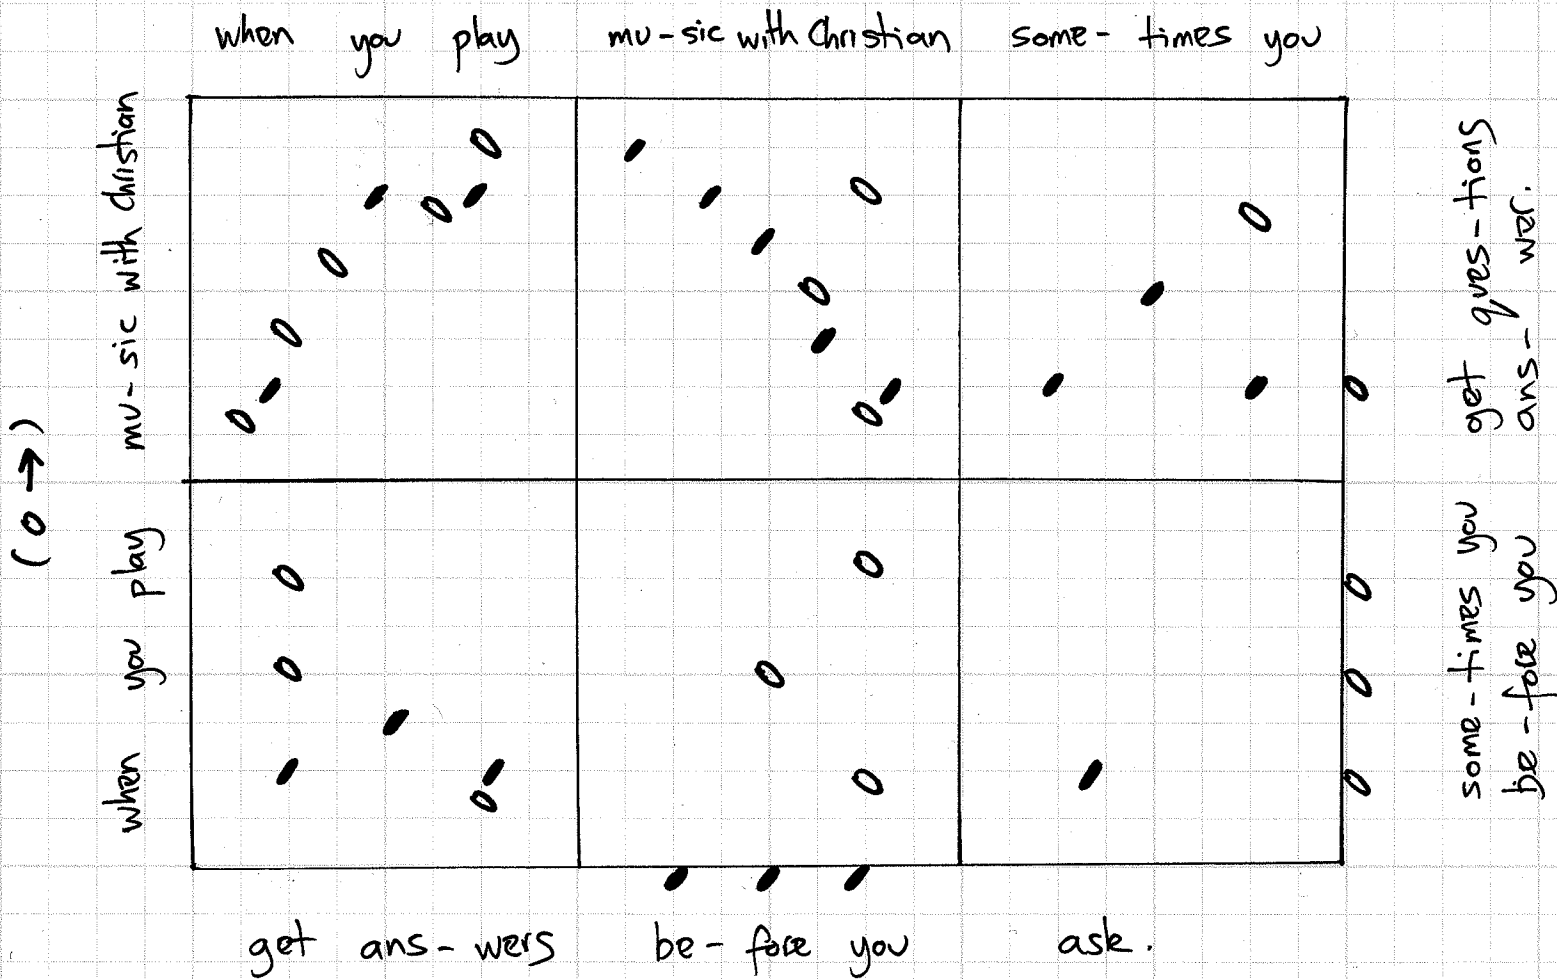 when you play mu-sic with Christian some-times you
mu-sic with christian
when you play
(o→)
get ques-tions
ans-wer.
some-times you
be-fore you
get ans-wers be-fore you ask.